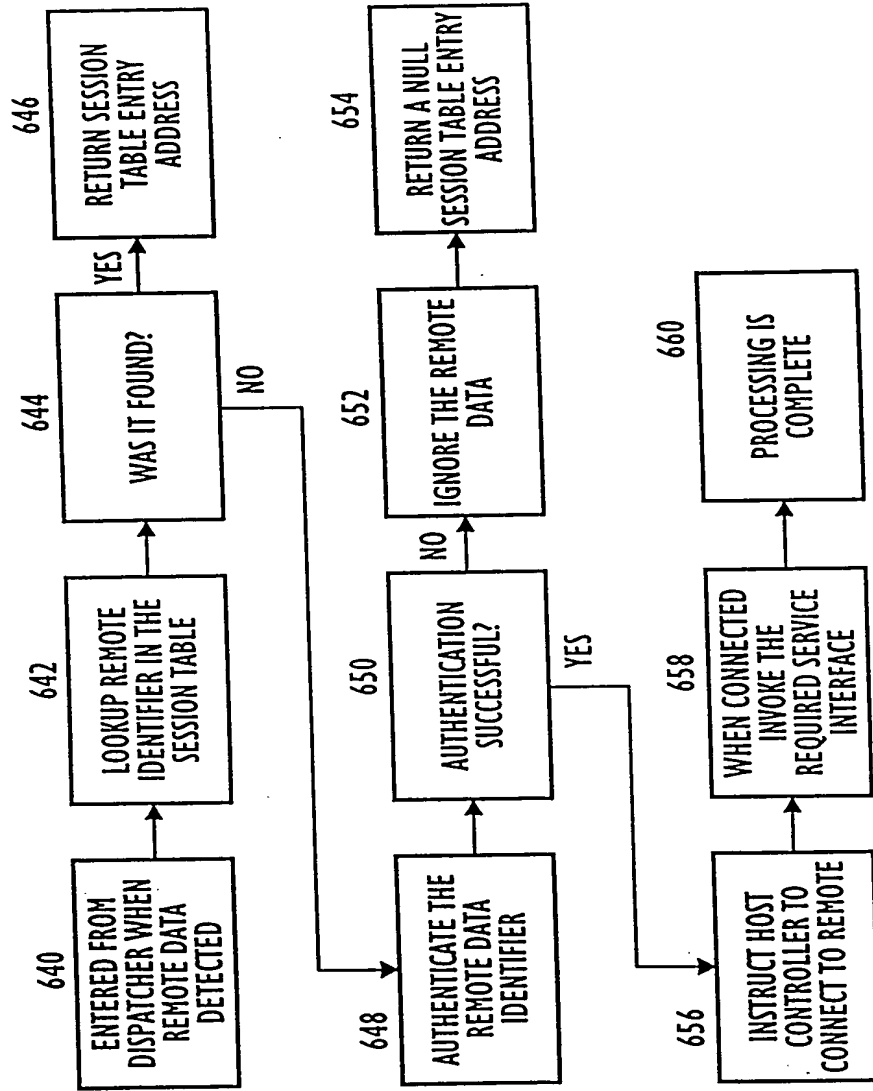 640
ENTERED FROM
DISPATCHER WHEN
REMOTE DATA
DETECTED
642
LOOKUP REMOTE
IDENTIFIER IN THE
SESSION TABLE
644
WAS IT FOUND?
YES
646
RETURN SESSION
TABLE ENTRY
ADDRESS
NO
648
AUTHENTICATE THE
REMOTE DATA
IDENTIFIER
650
AUTHENTICATION
SUCCESSFUL?
NO
652
IGNORE THE REMOTE
DATA
654
RETURN A NULL
SESSION TABLE ENTRY
ADDRESS
YES
656
INSTRUCT HOST
CONTROLLER TO
CONNECT TO REMOTE
658
WHEN CONNECTED
INVOKE THE
REQUIRED SERVICE
INTERFACE
660
PROCESSING IS
COMPLETE